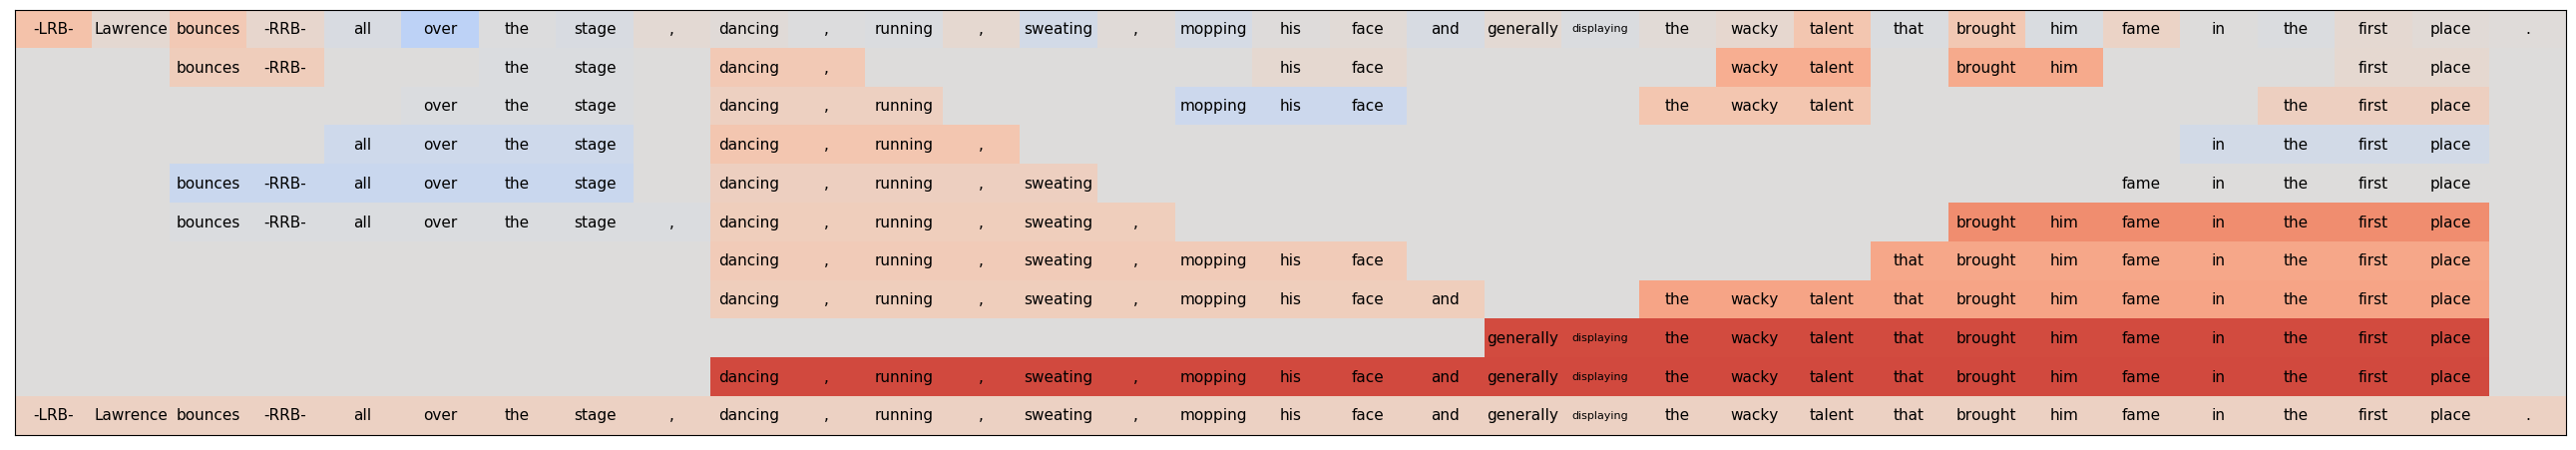 -LRB- Lawrence bounces -RRB- all over the stage , dancing , running , sweating , mopping his face and generally displaying the wacky talent that brought him fame in the first place .
bounces -RRB- the stage dancing , his face wacky talent brought him first place
over the stage dancing , running mopping his face the wacky talent the first place
all over the stage dancing , running , in the first place
bounces -RRB- all over the stage dancing , running , sweating fame in the first place
bounces -RRB- all over the stage , dancing , running , sweating , brought him fame in the first place
dancing , running , sweating , mopping his face that brought him fame in the first place
dancing , running , sweating , mopping his face and the wacky talent that brought him fame in the first place
generally displaying the wacky talent that brought him fame in the first place
dancing , running , sweating , mopping his face and generally displaying the wacky talent that brought him fame in the first place
-LRB- Lawrence bounces -RRB- all over the stage , dancing , running , sweating , mopping his face and generally displaying the wacky talent that brought him fame in the first place .